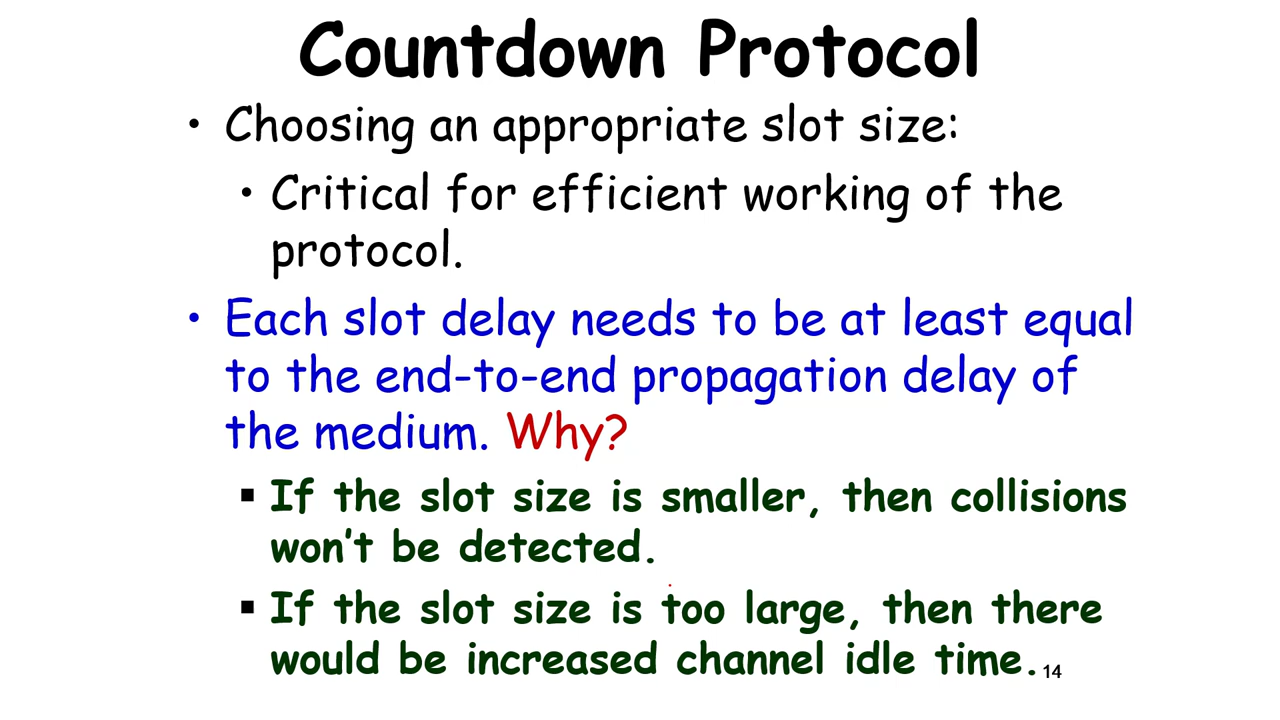 Countdown Protocol
• Choosing an appropriate slot size:
• Critical for efficient working of the
protocol.
• Each slot delay needs to be at least equal
to the end-to-end propagation delay of
the medium. Why?
▪ If the slot size is smaller, then collisions
won't be detected.
▪ If the slot size is too large, then there
would be increased channel idle time.
14